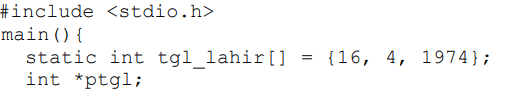 #include <stdio.h>
main(){
  static int tgl_lahir[] = {16, 4, 1974};
  int *ptgl;